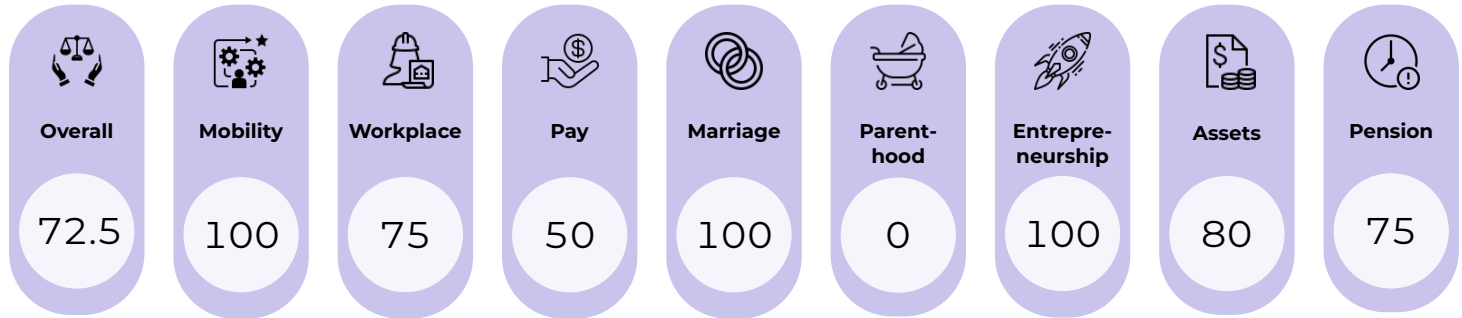 Overall
72.5
Mobility
100
Workplace
75
$
Pay
50
Marriage
100
Parent-
hood
0
Entrepre-
neurship
100
$
Assets
80
!
Pension
75